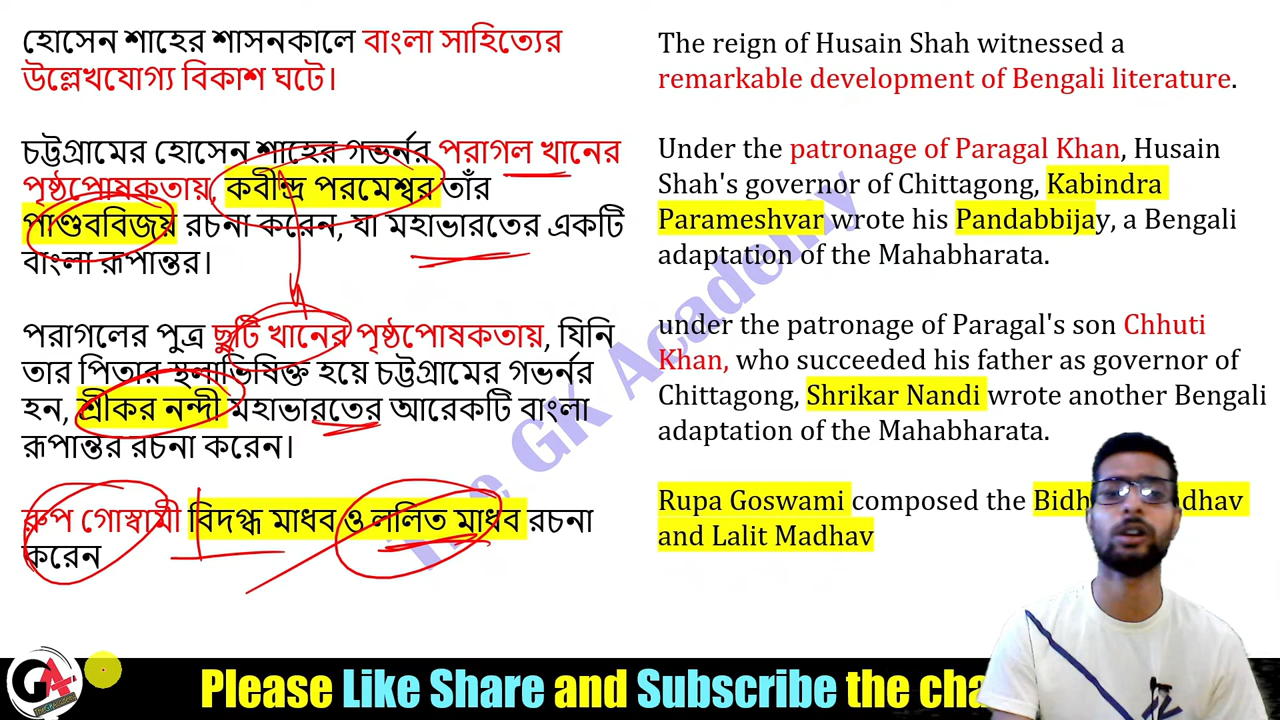 হোসেন শাহের শাসনকালে বাংলা সাহিত্যের
উল্লেখযোগ্য বিকাশ ঘটে।
চট্টগ্রামের হোসেন শাহের গভর্নর পরাগল খানের
পৃষ্ঠপোষকতায়, কবীন্দ্র পরমেশ্বর তাঁর
পাণ্ডববিজয় রচনা করেন, যা মহাভারতের একটি
বাংলা রূপান্তর।
পরাগলের পুত্র ছুটি খানের পৃষ্ঠপোষকতায়, যিনি
তার পিতার স্থলাভিষিক্ত হয়ে চট্টগ্রামের গভর্নর
হন, শ্রীকর নন্দী মহাভারতের আরেকটি বাংলা
রূপান্তর রচনা করেন।
রুপ গোস্বামী বিদগ্ধ মাধব ও ললিত মাধব রচনা
করেন
The reign of Husain Shah witnessed a
remarkable development of Bengali literature.
Under the patronage of Paragal Khan, Husain
Shah's governor of Chittagong, Kabindra
Parameshvar wrote his Pandabbijay, a Bengali
adaptation of the Mahabharata.
under the patronage of Paragal's son Chhuti
Khan, who succeeded his father as governor of
Chittagong, Shrikar Nandi wrote another Bengali
adaptation of the Mahabharata.
Rupa Goswami composed the
and Lalit Madhav
The GK Academy
GA
Please Like Share and Subscribe the